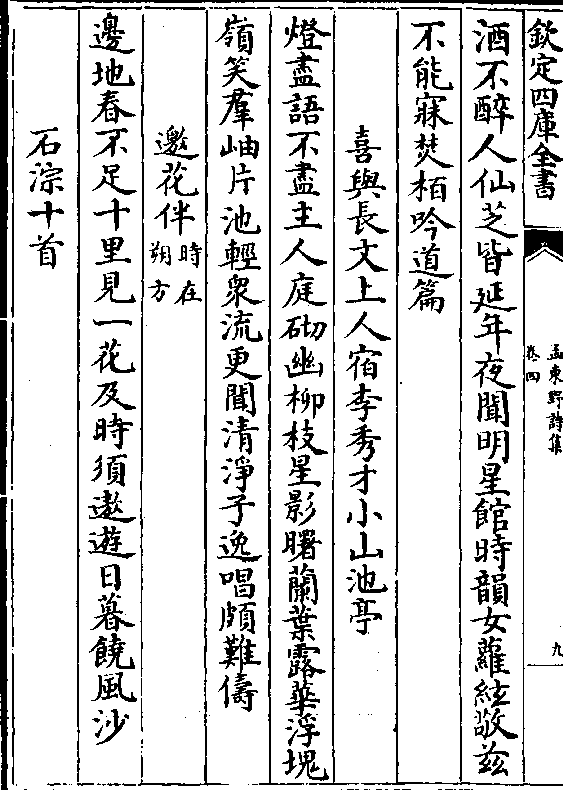 欽定四庫全書
孟東野詩集
卷四
九
酒不醉人仙芝皆延年夜聞明星館時韻女蘿絃敬兹
不能寐焚栢吟道篇
喜與長文上人宿李秀才小山池亭
燈盡語不盡主人庭砌幽柳枝星影曙蘭葉露華浮塊
嶺笑羣岫片池輕衆流更聞清淨子逸唱頗難儔
邀花伴時在朔方
邊地春不足十里見一花及時須遨遊日暮饒風沙
石淙十首